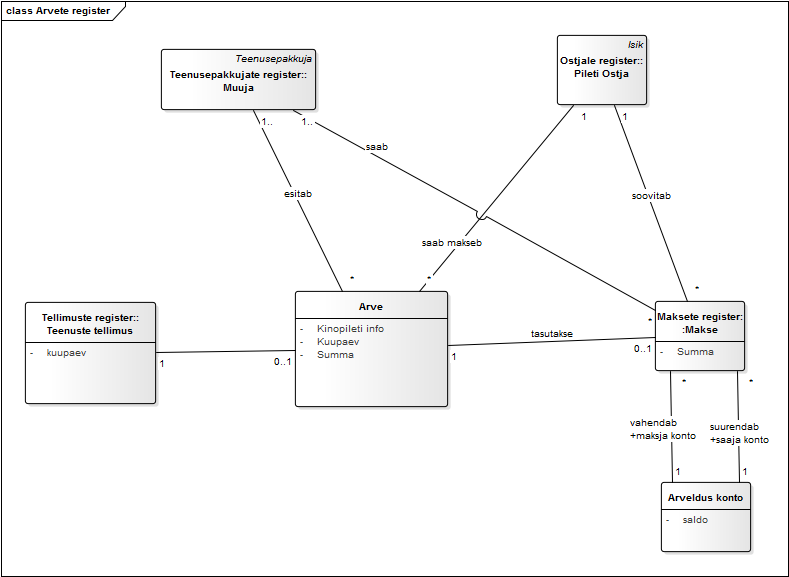 class Arvete register
Teenusepakkuja
Teenusepakkujate register::
Muuja
Isik
Ostjale register::
Pileti Ostja
1..
1..
1
1
saab
esitab
soovitab
saab makseb
*
*
*
Tellimuste register::
Teenuste tellimus
- kuupaev
Arve
- Kinopileti info
- Kuupaev
- Summa
*
Maksete register:
:Makse
- Summa
tasutakse
1
0..1
1
0..1
*
*
vahendab
+maksja konto
suurendab
+saaja konto
1
1
Arveldus konto
- saldo